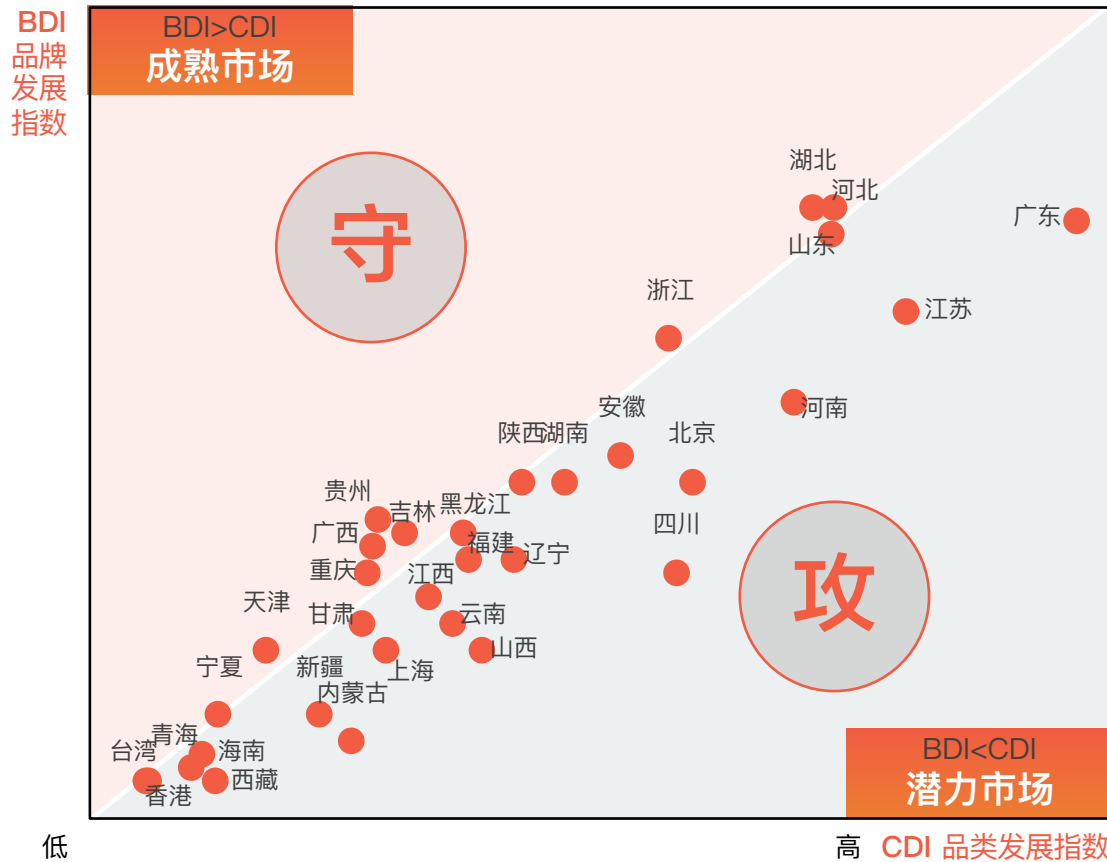 BDI
品牌
发展
指数
BDI>CDI
成熟市场
守
湖北
河北
广东
山东
浙江
江苏
安徽
河南
陕西
湖南
北京
贵州
吉林
黑龙江
四川
广西
福建
辽宁
重庆
江西
攻
天津
甘肃
云南
山西
宁夏
新疆
上海
内蒙古
青海
台湾
海南
西藏
香港
BDI<CDI
潜力市场
低
高
CDI 品类发展指数